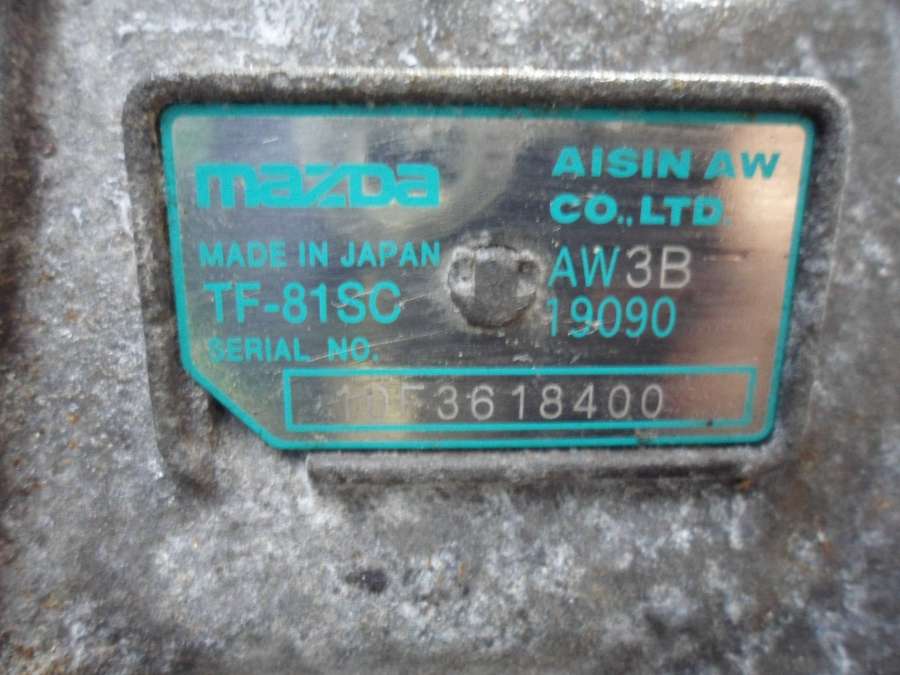 mazda
AISIN AW
CO.,LTD.
MADE IN JAPAN
AW3B
TF-81SC
19090
SERIAL NO.
10F3618400